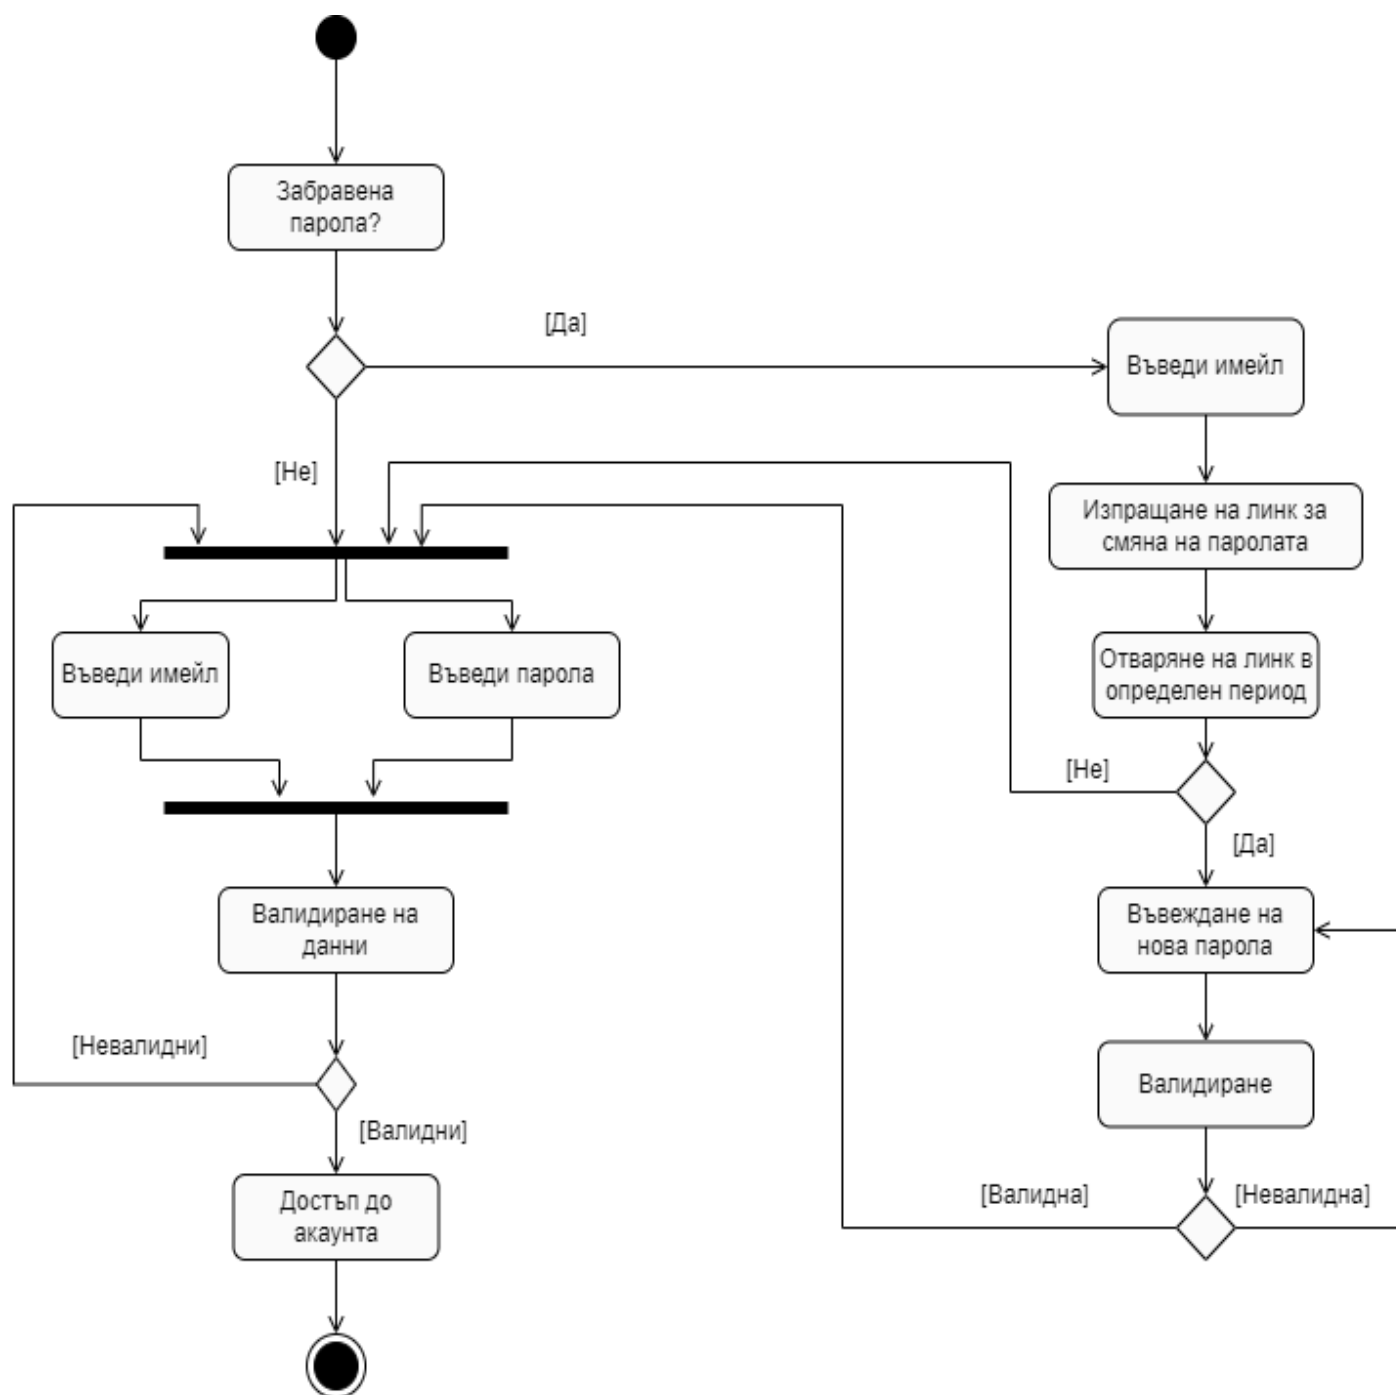 Забравена
парола?
[Да]
Въведи имейл
[Не]
Изпращане на линк за
смяна на паролата
Въведи имейл
Въведи парола
Отваряне на линк в
определен период
[Не]
[Да]
Валидиране на
данни
Въвеждане на
нова парола
[Невалидни]
Валидиране
[Валидни]
Достъп до
акаунта
[Валидна]
[Невалидна]